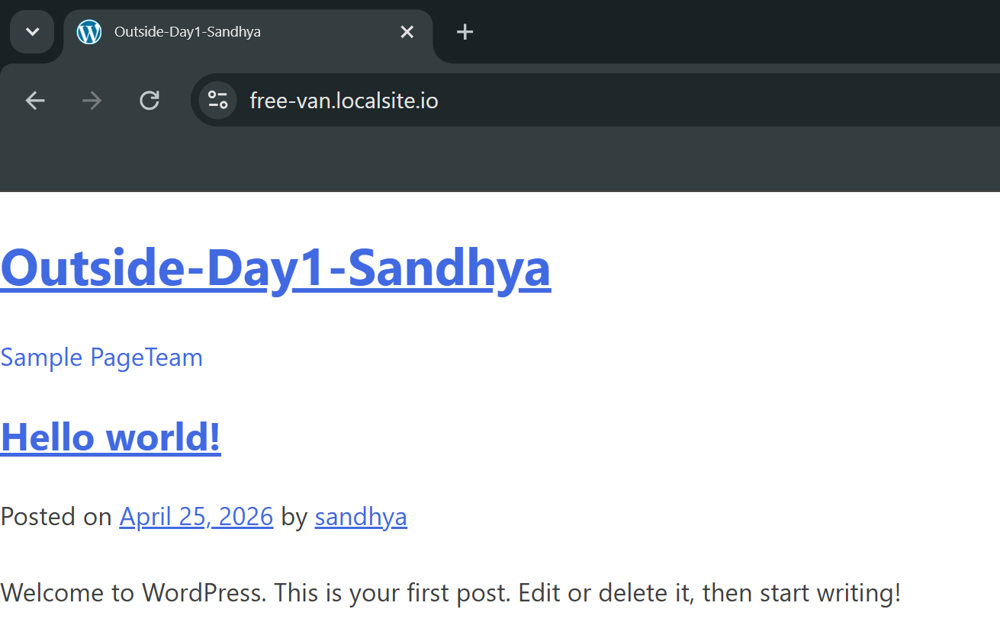 Outside-Day1-Sandhya
free-van.localsite.io
Outside-Day1-Sandhya
Sample PageTeam
Hello world!
Posted on April 25, 2026 by sandhya
Welcome to WordPress. This is your first post. Edit or delete it, then start writing!